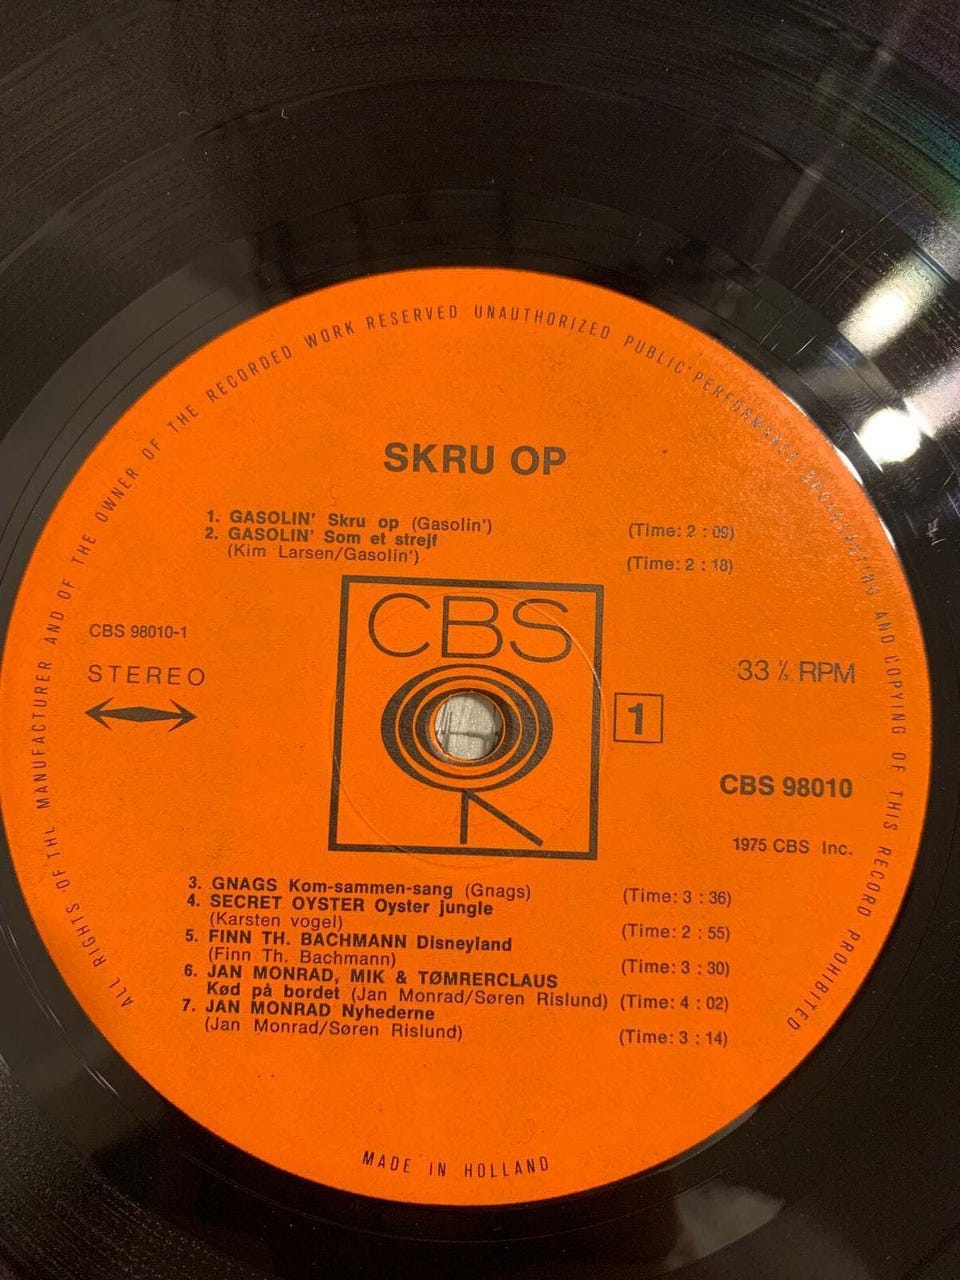 ALL RIGHTS OF THE MANUFACTURER AND OF THE OWNER OF THE RECORDED WORK RESERVED UNAUTHORIZED PUBLIC PERFORMANCE BROADCASTING AND COPYING OF THIS RECORD PROHIBITED
SKRU OP
1. GASOLIN' Skru op (Gasolin') (Time: 2 : 09)
2. GASOLIN' Som et strejf
(Kim Larsen/Gasolin') (Time: 2 : 18)
CBS
CBS 98010-1
STEREO
33 ⅓ RPM
1
CBS 98010
1975 CBS Inc.
3. GNAGS Kom-sammen-sang (Gnags) (Time: 3 : 36)
4. SECRET OYSTER Oyster jungle
(Karsten vogel) (Time: 2 : 55)
5. FINN TH. BACHMANN Disneyland
(Finn Th. Bachmann) (Time: 3 : 30)
6. JAN MONRAD, MIK & TØMRERCLAUS
Kød på bordet (Jan Monrad/Søren Rislund) (Time: 4 : 02)
7. JAN MONRAD Nyhederne
(Jan Monrad/Søren Rislund) (Time: 3 : 14)
MADE IN HOLLAND